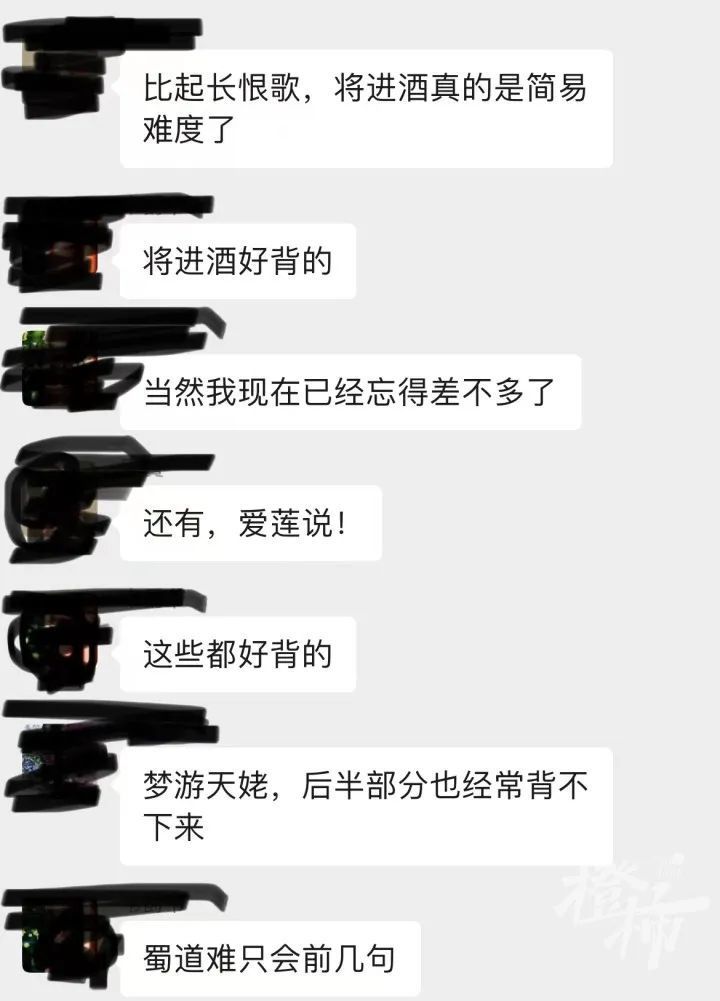 比起长恨歌，将进酒真的是简易
难度了
将进酒好背的
当然我现在已经忘得差不多了
还有，爱莲说！
这些都好背的
梦游天姥，后半部分也经常背不
下来
蜀道难只会前几句
橙柿